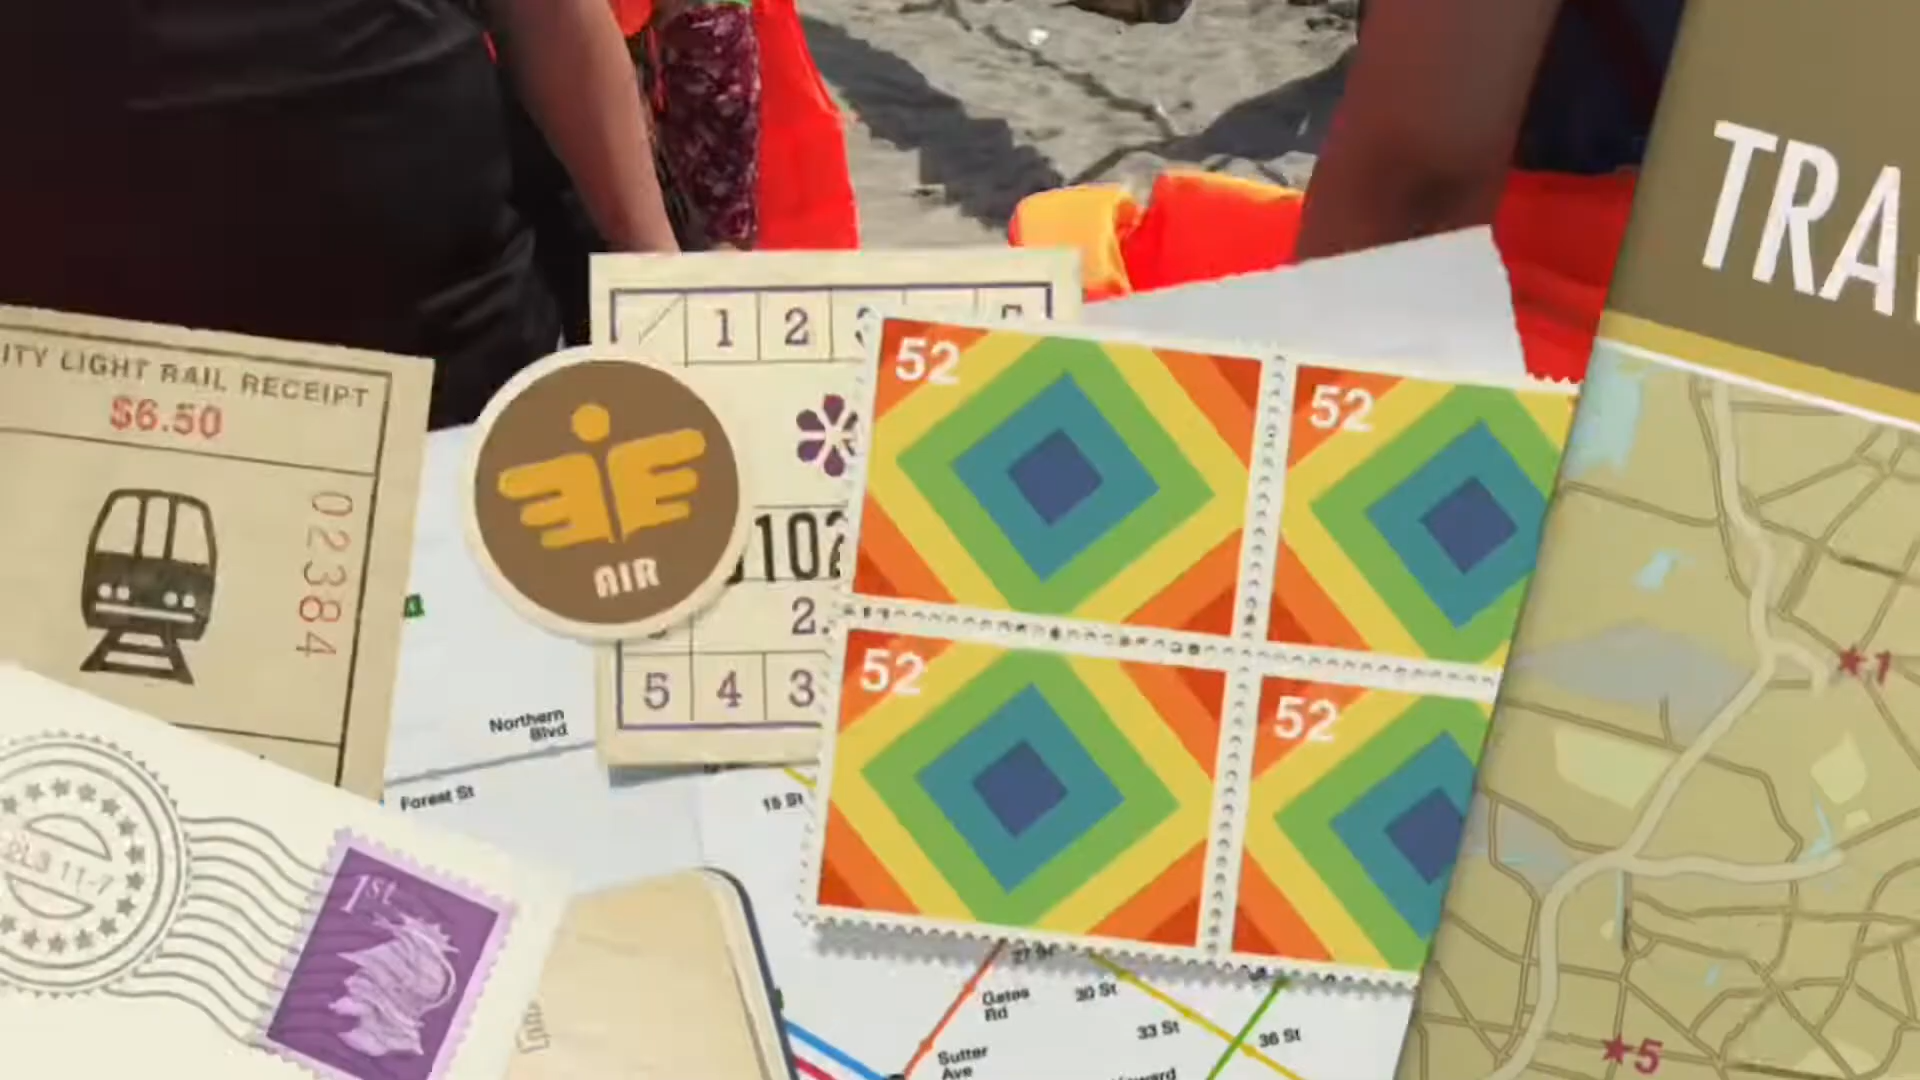 ITY LIGHT RAIL RECEIPT
$6.50
02384
1 2
102
2.
5 4 3
AIR
52
52
52
52
TRA
1
5
11-7
1st
Northern
Blvd
Forest St
15 St
Gates
Rd
30 St
33 St
36 St
Sutter
Ave